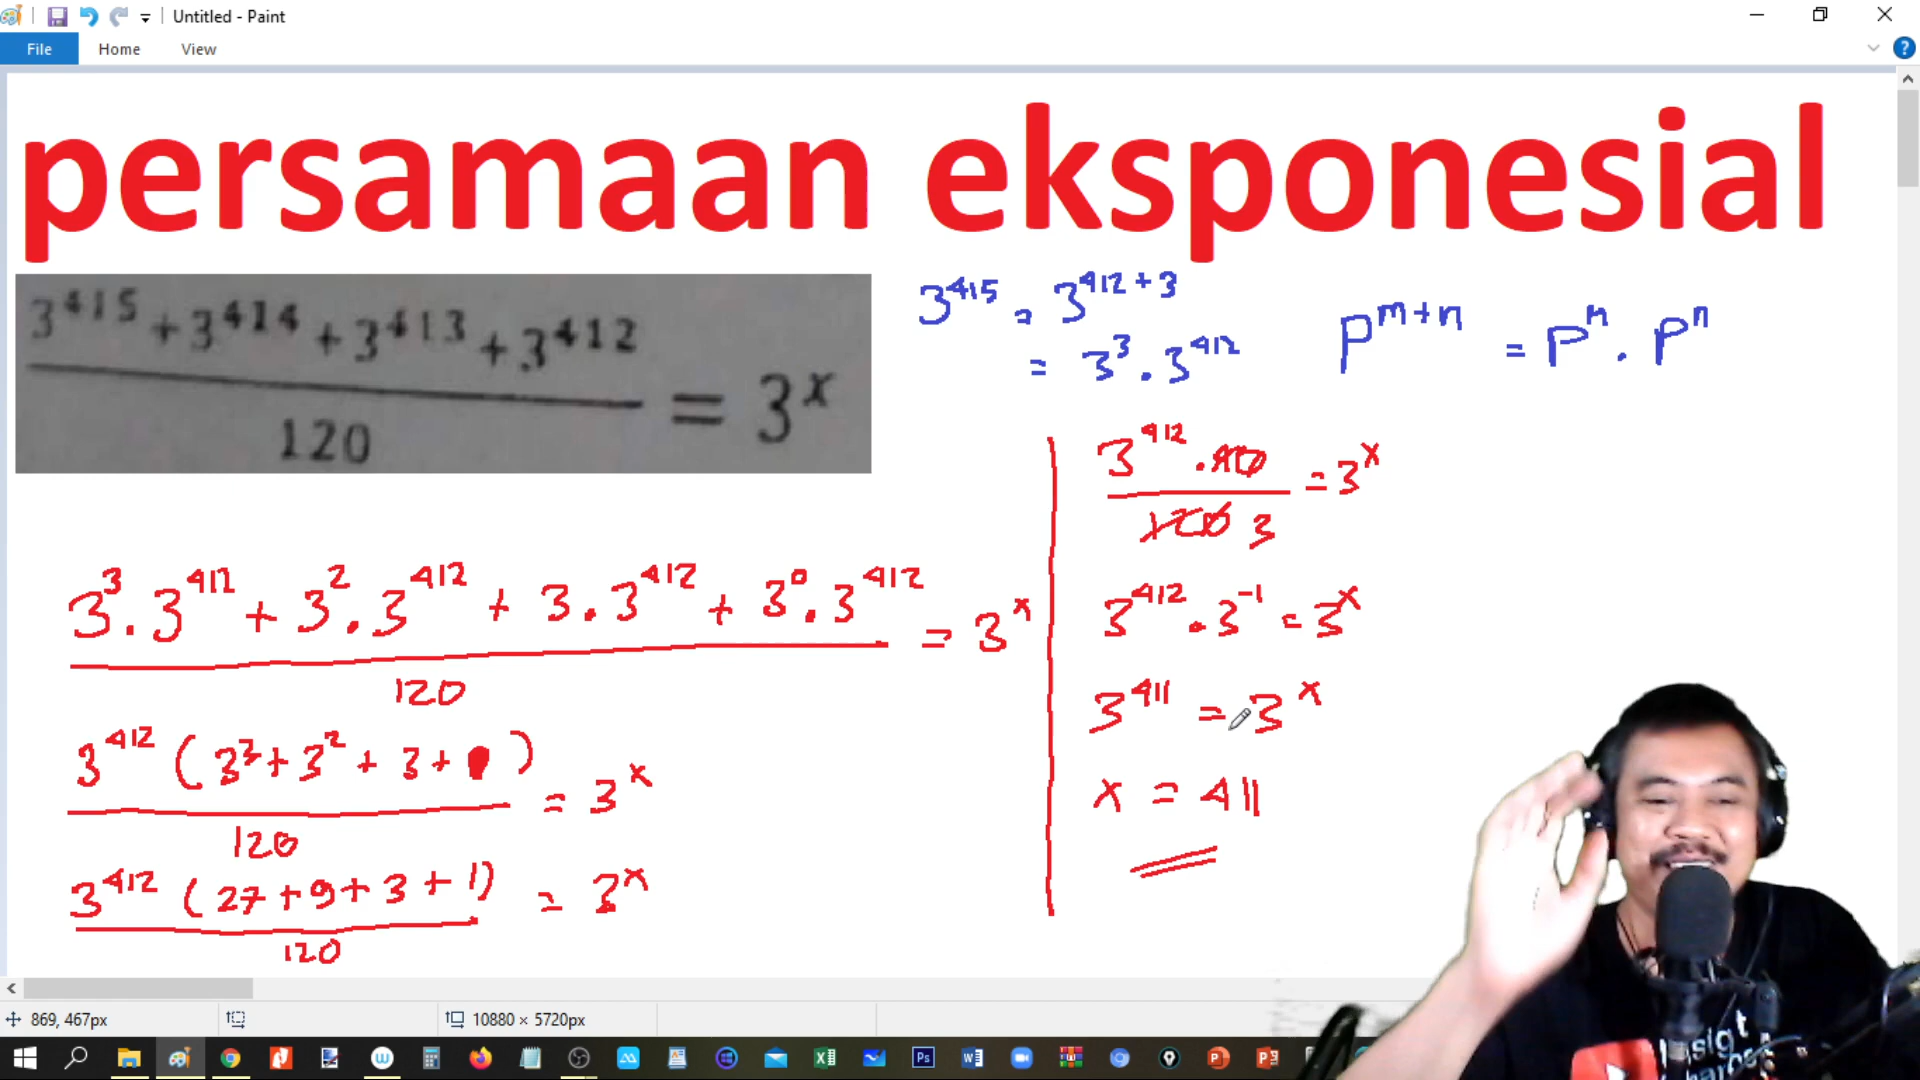 Untitled - Paint
File Home View
persamaan eksponesial
3^415 + 3^414 + 3^413 + 3^412
120
= 3^x
3^415 = 3^412+3
= 3^3 . 3^412
P^m+n = P^m . P^n
3^3 . 3^412 + 3^2 . 3^412 + 3 . 3^412 + 3^0 . 3^412
120
= 3^x
3^412 ( 3^3 + 3^2 + 3 + )
120
= 3^x
3^412 ( 27 + 9 + 3 + 1)
120
= 3^x
3^412 . 40
120 3
= 3^x
3^412 . 3^-1 = 3^x
3^411 = 3^x
x = 411
869, 467px
10880 × 5720px